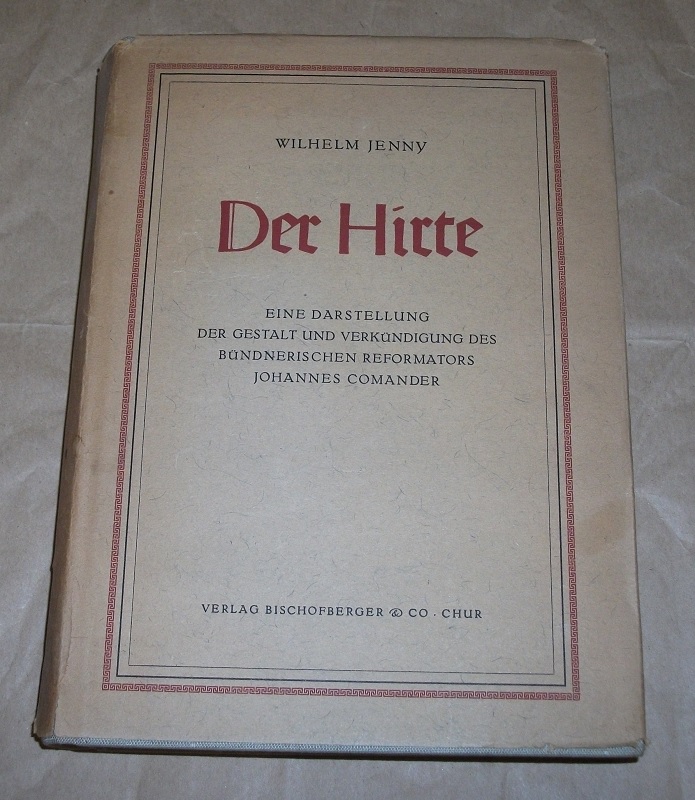 WILHELM JENNY
Der Hirte
EINE DARSTELLUNG
DER GESTALT UND VERKÜNDIGUNG DES
BÜNDNERISCHEN REFORMATORS
JOHANNES COMANDER
VERLAG BISCHOFBERGER & CO · CHUR